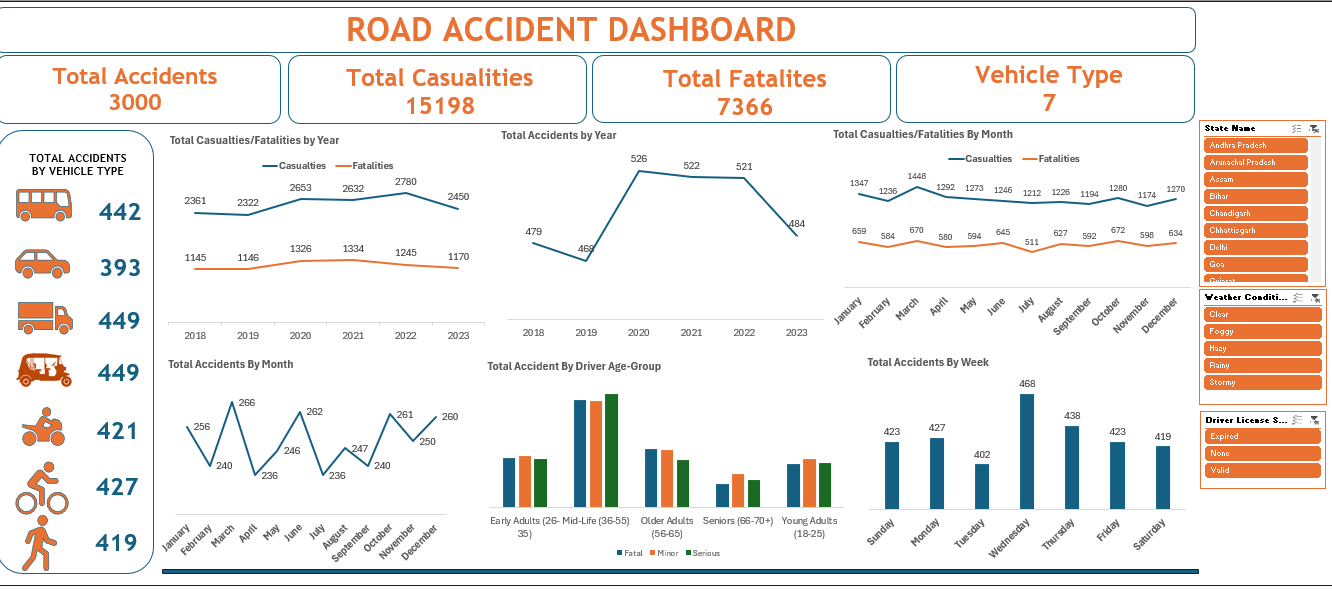 ROAD ACCIDENT DASHBOARD
Total Accidents
3000
Total Casualities
15198
Total Fatalites
7366
Vehicle Type
7
TOTAL ACCIDENTS
BY VEHICLE TYPE
442
393
449
449
421
427
419
Total Casualties/Fatalities by Year
Casualties Fatalities
2361 2322 2653 2632 2780 2450
1145 1146 1326 1334 1245 1170
2018 2019 2020 2021 2022 2023
Total Accidents by Year
479 468 526 522 521 484
2018 2019 2020 2021 2022 2023
Total Casualties/Fatalities By Month
Casualties Fatalities
1347 1236 1448 1292 1273 1246 1212 1226 1194 1280 1174 1270
659 584 670 580 594 645 511 627 592 672 598 634
January February March April May June July August September October November December
Total Accidents By Month
256 240 266 236 246 262 236 247 240 261 250 260
January February March April May June July August September October November December
Total Accident By Driver Age-Group
Early Adults (26-
35)
Mid-Life (36-55)
Older Adults
(56-65)
Seniors (66-70+)
Young Adults
(18-25)
Fatal Minor Serious
Total Accidents By Week
423 427 402 468 438 423 419
Sunday Monday Tuesday Wednesday Thursday Friday Saturday
State Name
Andhra Pradesh
Arunachal Pradesh
Assam
Bihar
Chandigarh
Chhattisgarh
Delhi
Goa
Gujarat
Weather Conditi...
Clear
Foggy
Hazy
Rainy
Stormy
Driver License S...
Expired
None
Valid